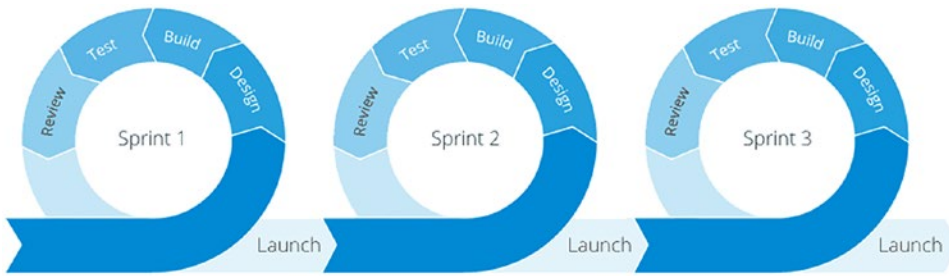 Test
Build
Design
Review
Sprint 1
Launch
Test
Build
Design
Review
Sprint 2
Launch
Test
Build
Design
Review
Sprint 3
Launch